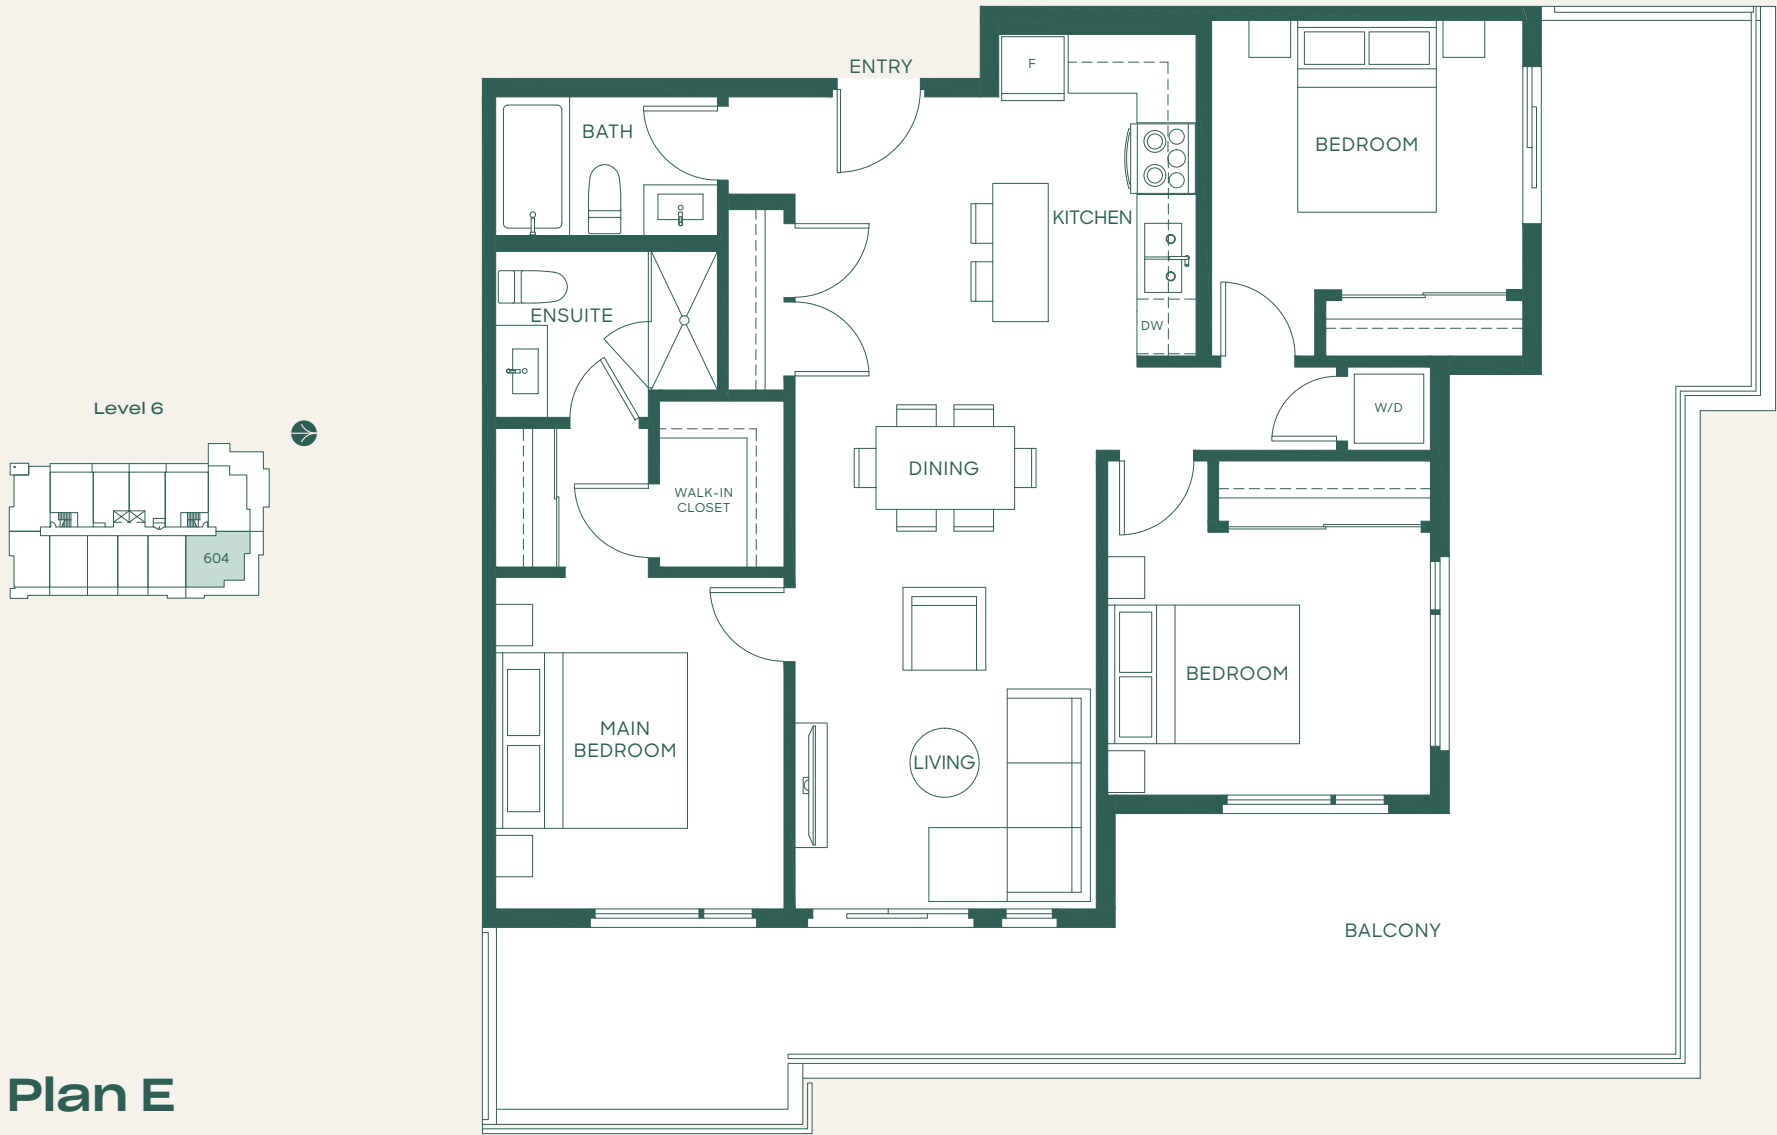 ENTRY
F
BATH
BEDROOM
KITCHEN
ENSUITE
DW
Level 6
W/D
DINING
WALK-IN
CLOSET
604
BEDROOM
MAIN
BEDROOM
LIVING
BALCONY
Plan E